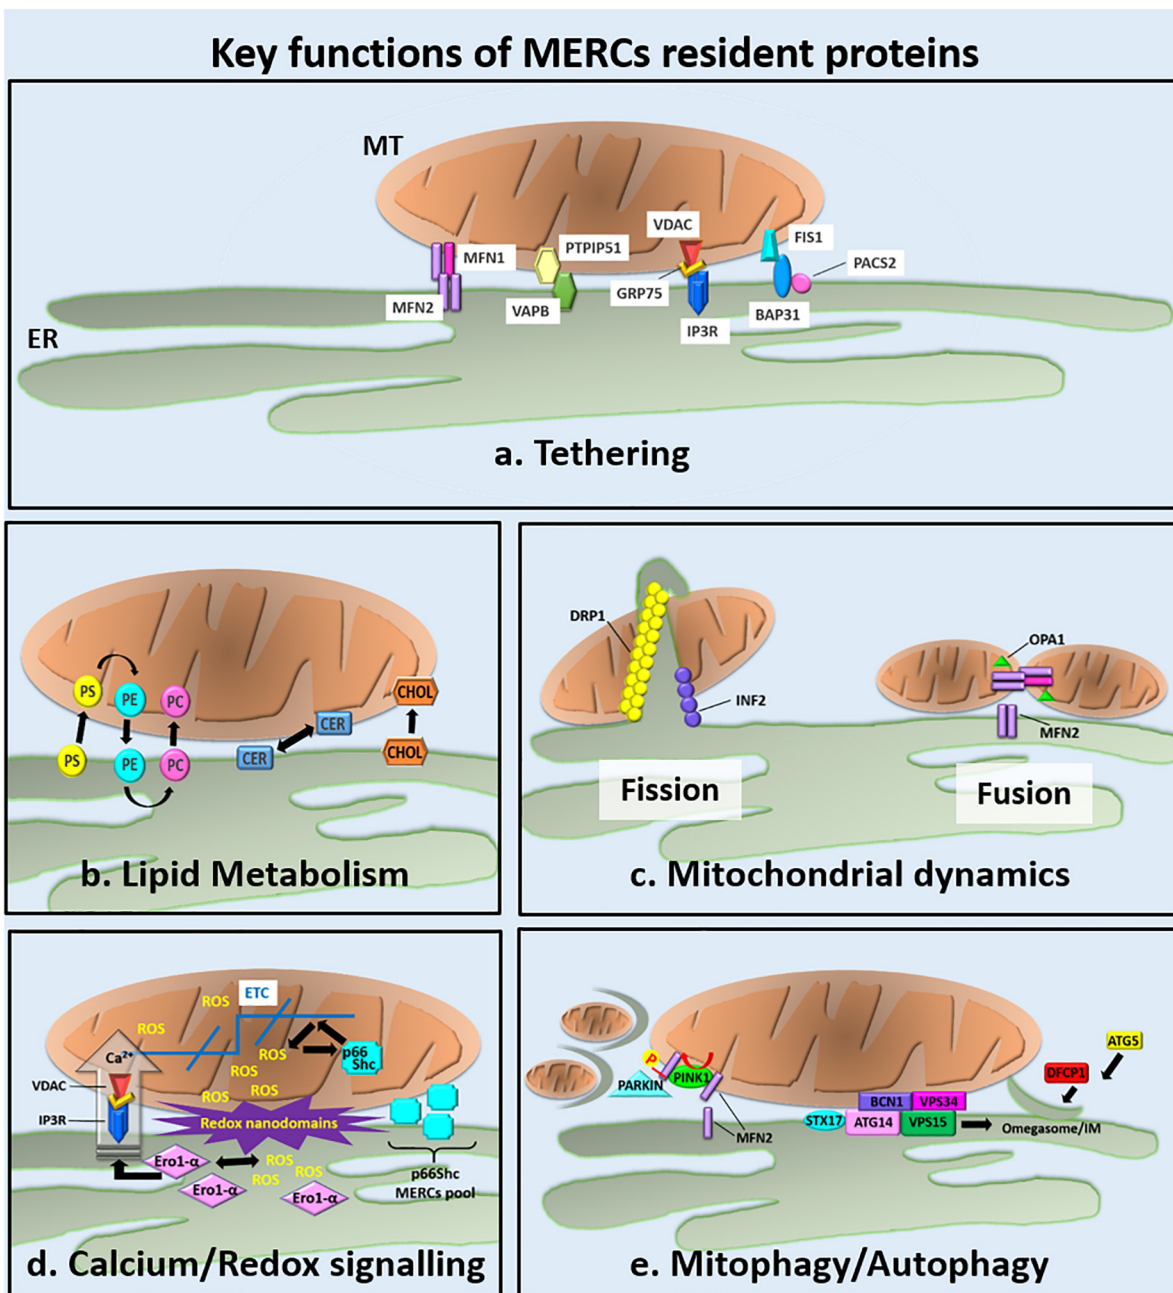 Key functions of MERCs resident proteins
MT
VDAC
PTPIP51
FIS1
MFN1
PACS2
GRP75
MFN2
VAPB
BAP31
IP3R
ER
a. Tethering
PS
PE
PC
CHOL
CER
PS
PE
PC
CER
CHOL
b. Lipid Metabolism
DRP1
INF2
OPA1
MFN2
Fission
Fusion
c. Mitochondrial dynamics
ETC
ROS
ROS
Ca2+
ROS
p66
Shc
ROS
VDAC
ROS
ROS
IP3R
Redox nanodomains
Ero1-α
ROS
ROS
ROS
ROS
p66Shc
MERCs pool
Ero1-α
Ero1-α
d. Calcium/Redox signalling
P
PINK1
PARKIN
MFN2
BCN1
VPS34
STX17
ATG14
VPS15
Omegasome/IM
DFCP1
ATG5
e. Mitophagy/Autophagy